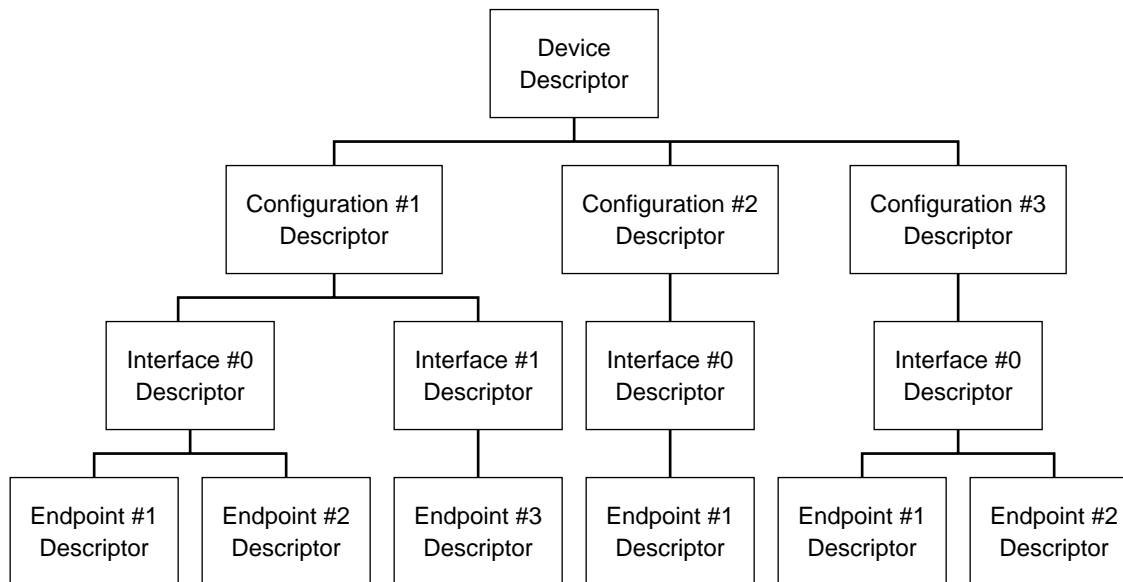 Device
Descriptor
Configuration #1
Descriptor
Configuration #2
Descriptor
Configuration #3
Descriptor
Interface #0
Descriptor
Interface #1
Descriptor
Interface #0
Descriptor
Interface #0
Descriptor
Endpoint #1
Descriptor
Endpoint #2
Descriptor
Endpoint #3
Descriptor
Endpoint #1
Descriptor
Endpoint #1
Descriptor
Endpoint #2
Descriptor